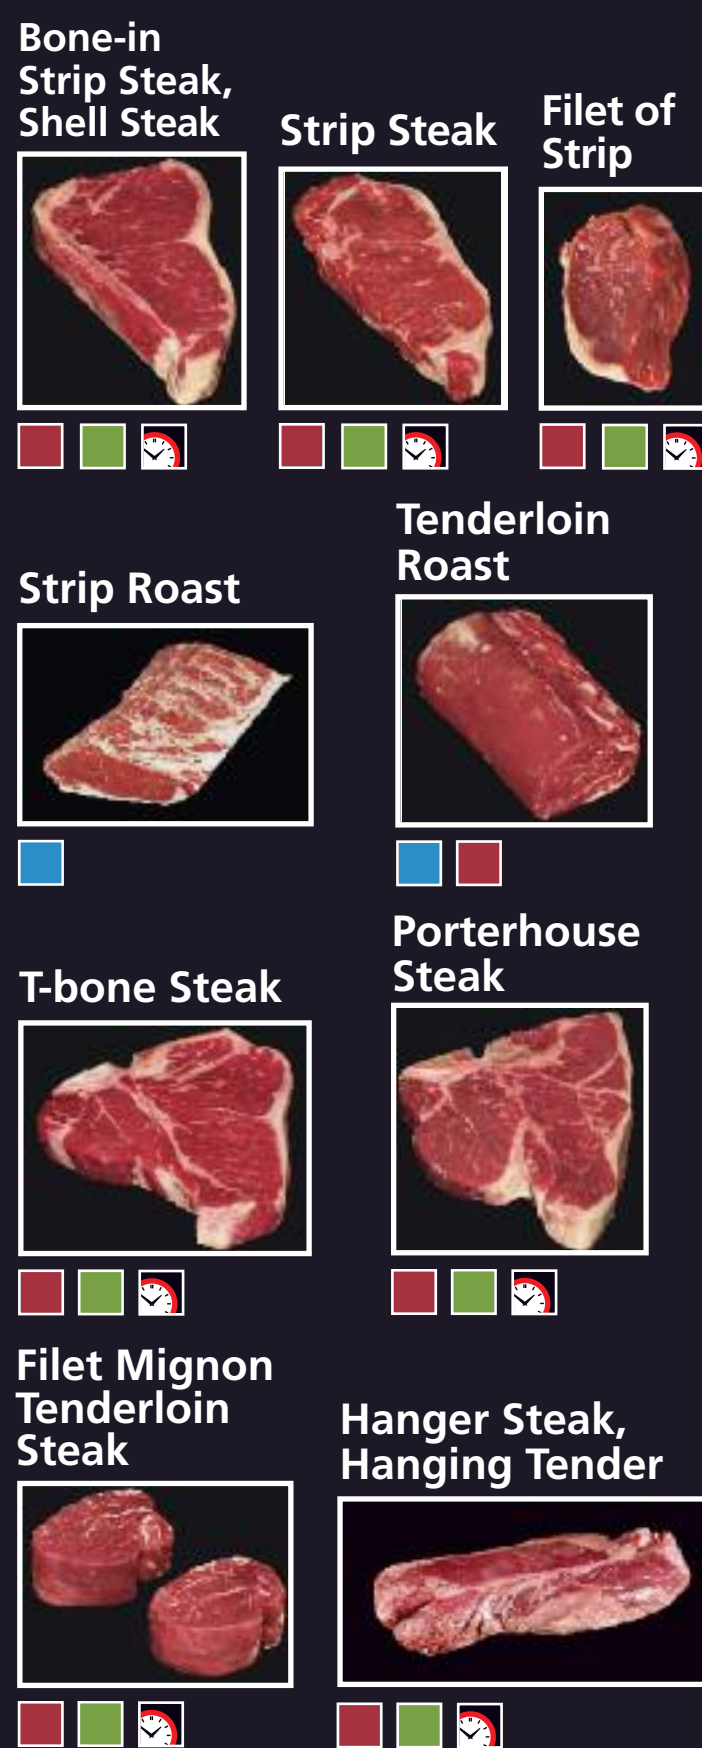 Bone-in
Strip Steak,
Shell Steak
Strip Steak
Filet of
Strip
Strip Roast
Tenderloin
Roast
T-bone Steak
Porterhouse
Steak
Filet Mignon
Tenderloin
Steak
Hanger Steak,
Hanging Tender